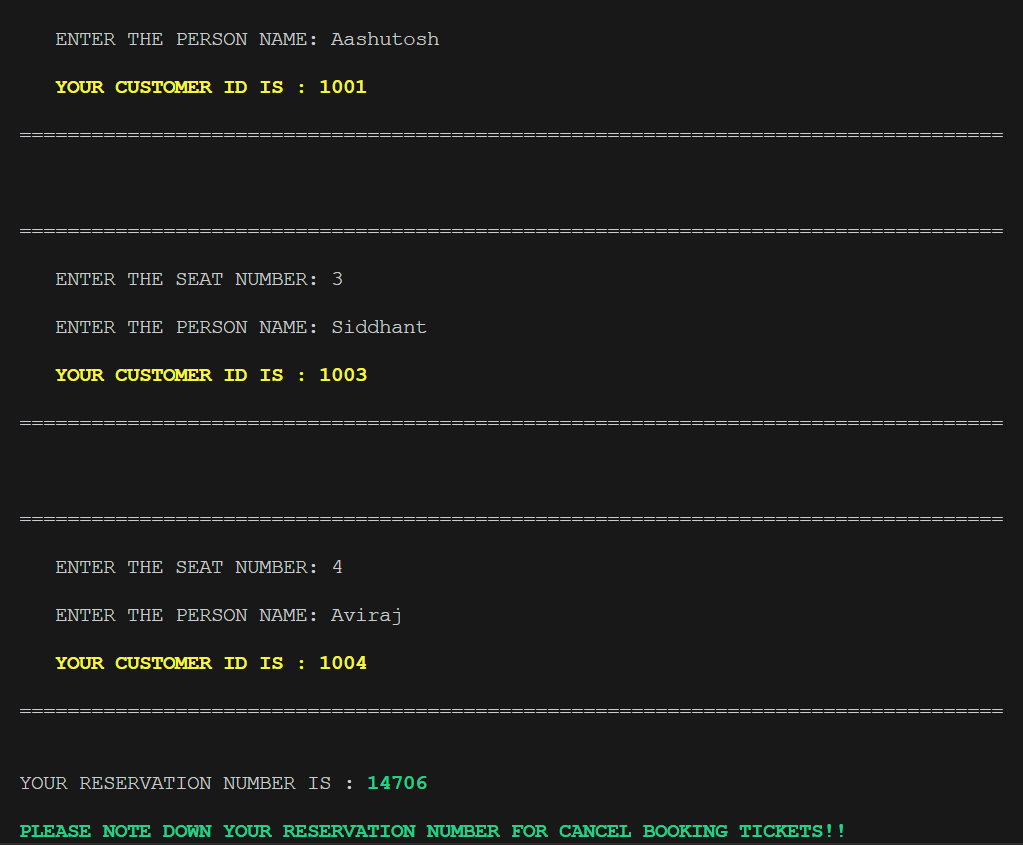 ENTER THE PERSON NAME: Aashutosh
YOUR CUSTOMER ID IS : 1001
==================================================================================
==================================================================================
ENTER THE SEAT NUMBER: 3
ENTER THE PERSON NAME: Siddhant
YOUR CUSTOMER ID IS : 1003
==================================================================================
==================================================================================
ENTER THE SEAT NUMBER: 4
ENTER THE PERSON NAME: Aviraj
YOUR CUSTOMER ID IS : 1004
==================================================================================
YOUR RESERVATION NUMBER IS : 14706
PLEASE NOTE DOWN YOUR RESERVATION NUMBER FOR CANCEL BOOKING TICKETS!!